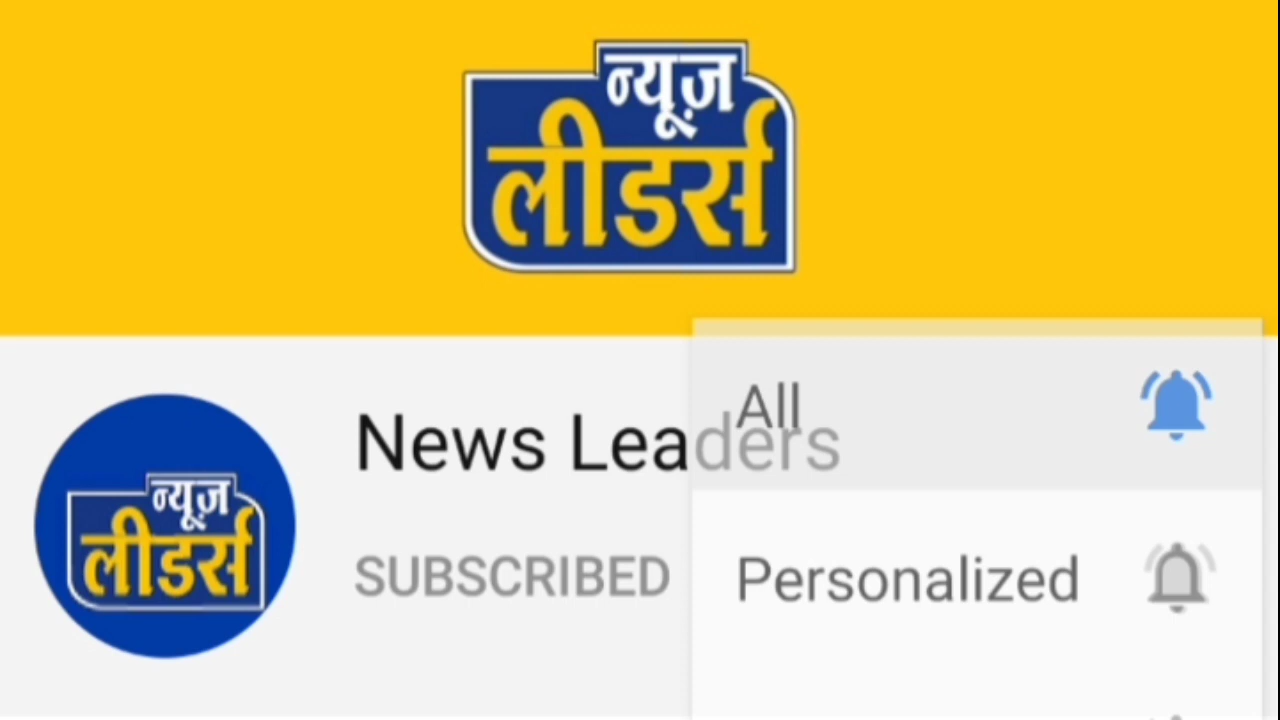 न्यूज़
लीडर्स
All
News Leaders
न्यूज़
लीडर्स
SUBSCRIBED
Personalized